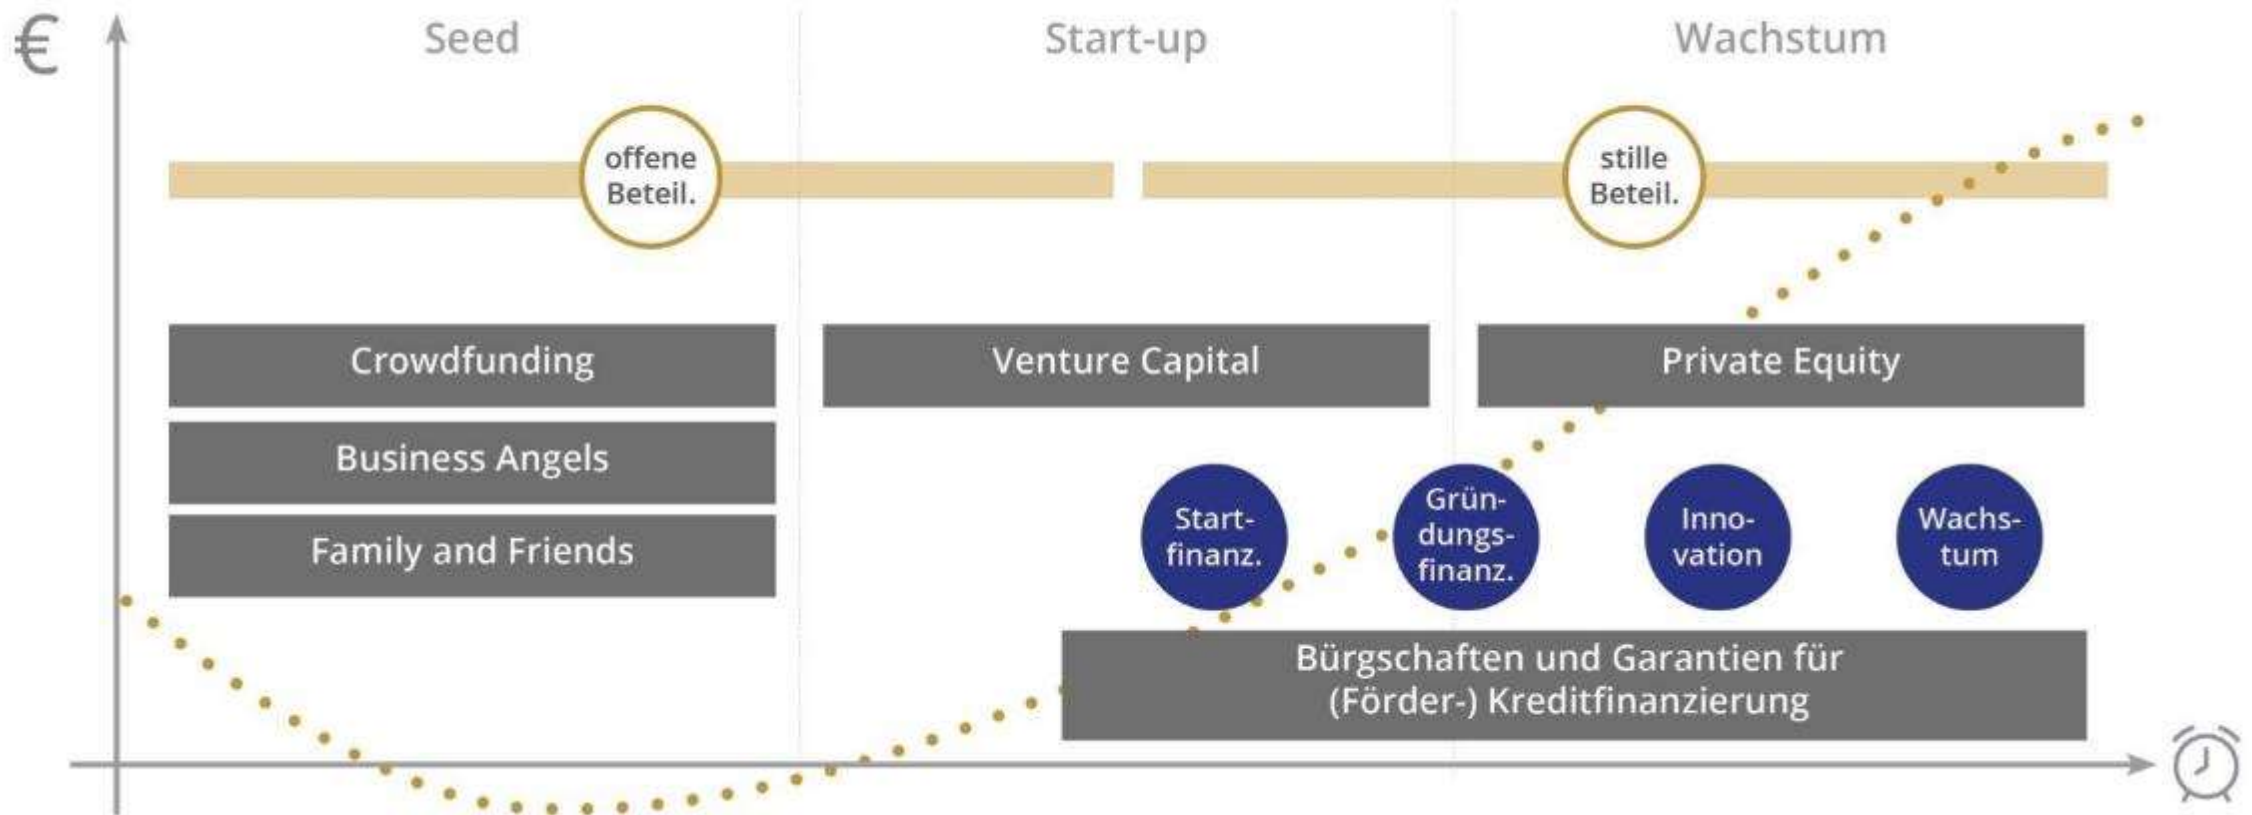 €
Seed
Start-up
Wachstum
offene
Beteil.
stille
Beteil.
Crowdfunding
Venture Capital
Private Equity
Business Angels
Family and Friends
Start-
finanz.
Grün-
dungs-
finanz.
Inno-
vation
Wachs-
tum
Bürgschaften und Garantien für
(Förder-) Kreditfinanzierung